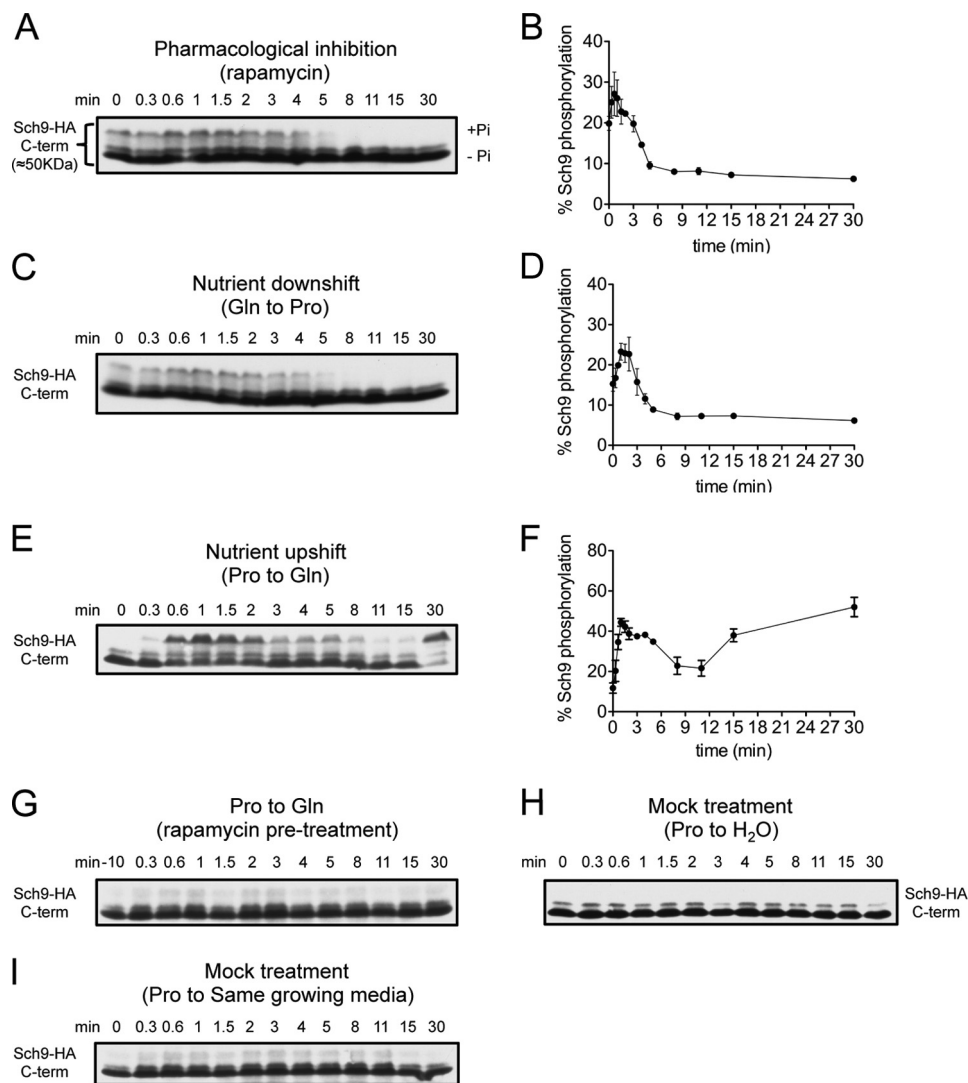 A
Pharmacological inhibition
(rapamycin)
min 0 0.3 0.6 1 1.5 2 3 4 5 8 11 15 30
Sch9-HA
C-term
(≈50KDa)
+Pi
- Pi
B
% Sch9 phosphorylation
40
30
20
10
0
0 3 6 9 12 15 18 21 24 27 30
time (min)
C
Nutrient downshift
(Gln to Pro)
min 0 0.3 0.6 1 1.5 2 3 4 5 8 11 15 30
Sch9-HA
C-term
D
% Sch9 phosphorylation
40
30
20
10
0
0 3 6 9 12 15 18 21 24 27 30
time (min)
E
Nutrient upshift
(Pro to Gln)
min 0 0.3 0.6 1 1.5 2 3 4 5 8 11 15 30
Sch9-HA
C-term
F
% Sch9 phosphorylation
80
60
40
20
0
0 3 6 9 12 15 18 21 24 27 30
time (min)
G
Pro to Gln
(rapamycin pre-treatment)
min -10 0.3 0.6 1 1.5 2 3 5 8 11 15 30
Sch9-HA
C-term
H
Mock treatment
(Pro to H₂O)
min 0 0.3 0.6 1 1.5 2 3 4 5 8 11 15 30
Sch9-HA
C-term
I
Mock treatment
(Pro to Same growing media)
min 0 0.3 0.6 1 1.5 2 3 4 5 8 11 15 30
Sch9-HA
C-term